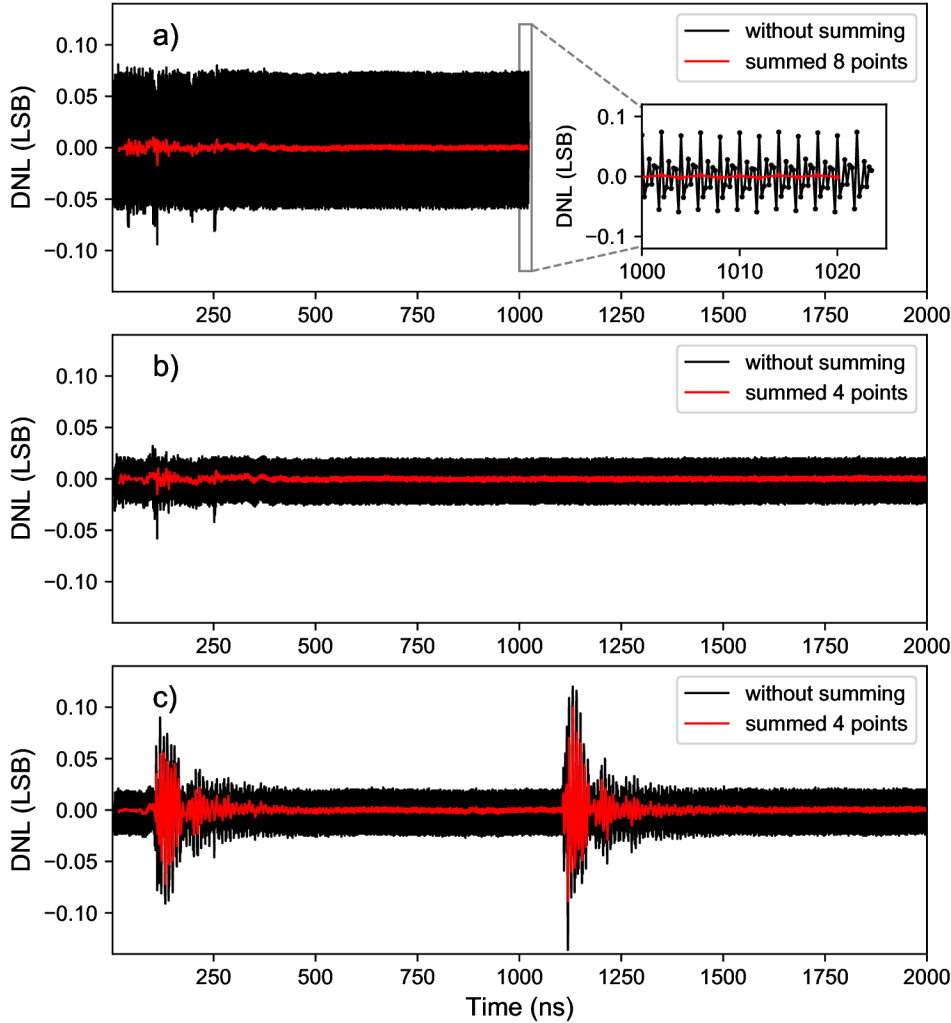 a)
without summing
summed 8 points
DNL (LSB)
0.10
0.05
0.00
−0.05
−0.10
DNL (LSB)
0.1
0.0
−0.1
1000 1010 1020
250 500 750 1000 1250 1500 1750 2000
b)
without summing
summed 4 points
DNL (LSB)
0.10
0.05
0.00
−0.05
−0.10
250 500 750 1000 1250 1500 1750 2000
c)
without summing
summed 4 points
DNL (LSB)
0.10
0.05
0.00
−0.05
−0.10
250 500 750 1000 1250 1500 1750 2000
Time (ns)